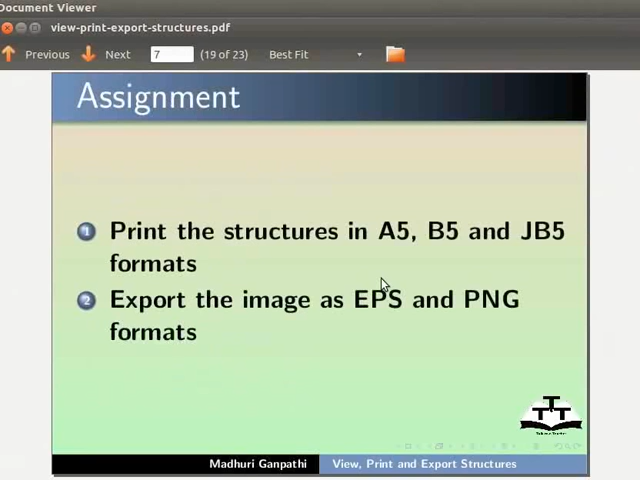 Document Viewer
view-print-export-structures.pdf
Previous Next 7 (19 of 23) Best Fit
Assignment
1 Print the structures in A5, B5 and JB5
formats
2 Export the image as EPS and PNG
formats
Madhuri Ganpathi View, Print and Export Structures